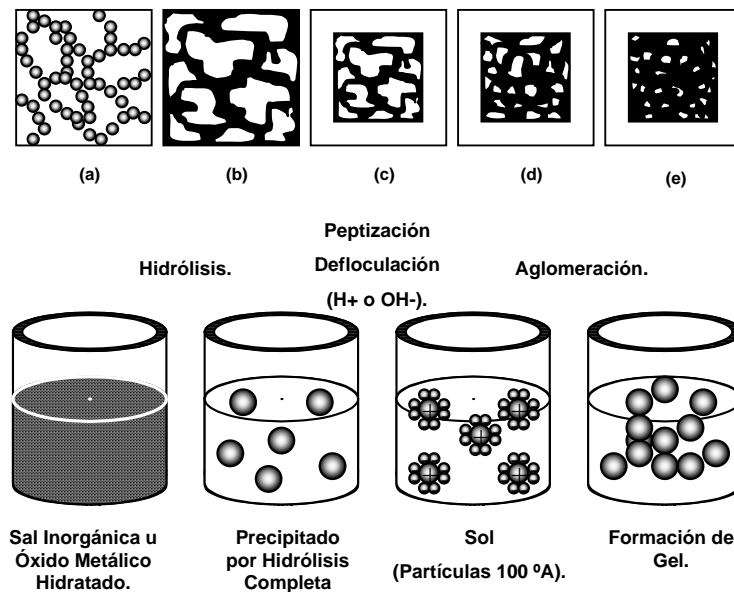 (a) (b) (c) (d) (e)
Peptización
Hidrólisis. Defloculación Aglomeración.
(H+ o OH-).
Sal Inorgánica u
Óxido Metálico
Hidratado.
Precipitado
por Hidrólisis
Completa
Sol
(Partículas 100 ºA).
Formación de
Gel.